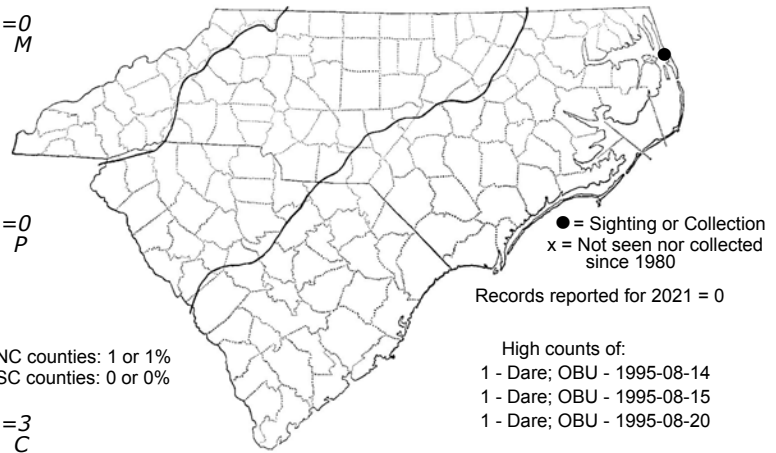 =0
M
=0
P
● = Sighting or Collection
x = Not seen nor collected
since 1980
Records reported for 2021 = 0
NC counties: 1 or 1%
SC counties: 0 or 0%
High counts of:
1 - Dare; OBU - 1995-08-14
1 - Dare; OBU - 1995-08-15
1 - Dare; OBU - 1995-08-20
=3
C